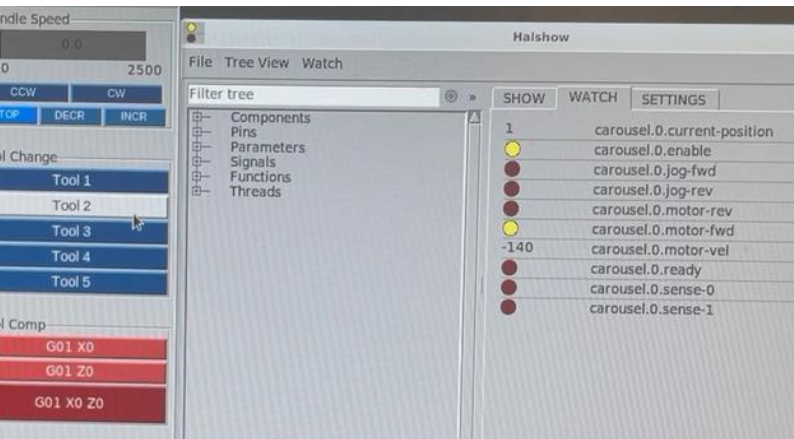 ndle Speed
0.0
0
2500
CCW
CW
TOP
DECR
INCR
ol Change
Tool 1
Tool 2
Tool 3
Tool 4
Tool 5
ol Comp
G01 X0
G01 Z0
G01 X0 Z0
Halshow
File Tree View Watch
Filter tree
»
SHOW WATCH SETTINGS
Components
Pins
Parameters
Signals
Functions
Threads
1 carousel.0.current-position
carousel.0.enable
carousel.0.jog-fwd
carousel.0.jog-rev
carousel.0.motor-rev
carousel.0.motor-fwd
-140 carousel.0.motor-vel
carousel.0.ready
carousel.0.sense-0
carousel.0.sense-1